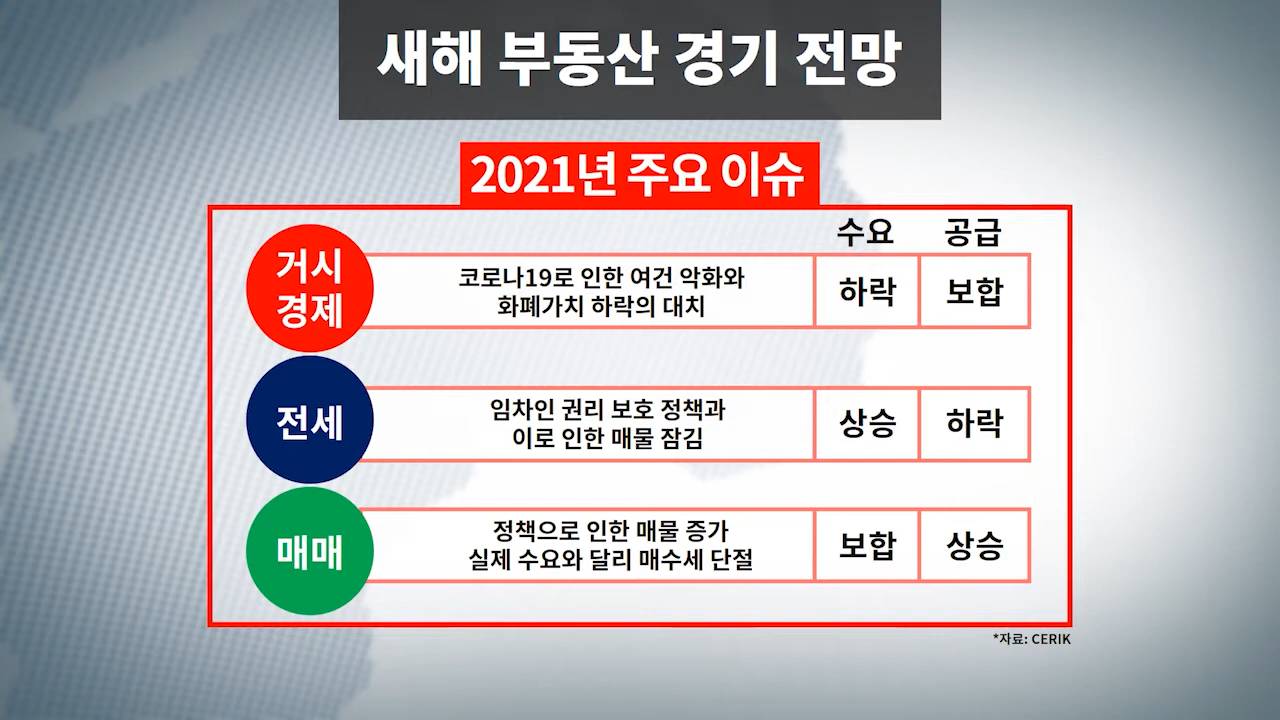 새해 부동산 경기 전망
2021년 주요 이슈
수요 공급
거시
경제
코로나19로 인한 여건 악화와
화폐가치 하락의 대치
하락 보합
전세
임차인 권리 보호 정책과
이로 인한 매물 잠김
상승 하락
매매
정책으로 인한 매물 증가
실제 수요와 달리 매수세 단절
보합 상승
*자료: CERIK